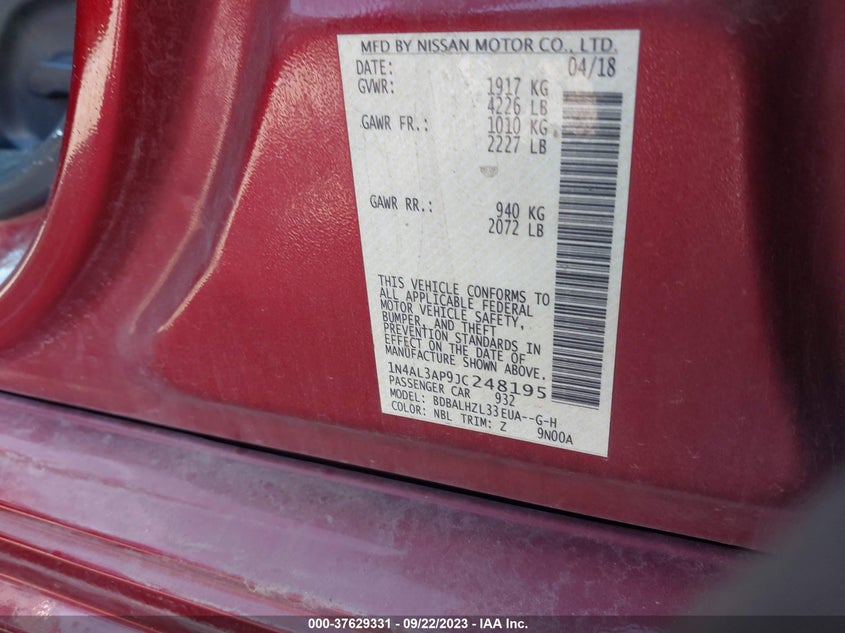 MFD BY NISSAN MOTOR CO., LTD.
DATE: 04/18
GVWR: 1917 KG
4226 LB
GAWR FR.: 1010 KG
2227 LB
GAWR RR.: 940 KG
2072 LB
THIS VEHICLE CONFORMS TO
ALL APPLICABLE FEDERAL
MOTOR VEHICLE SAFETY,
BUMPER, AND THEFT
PREVENTION STANDARDS IN
EFFECT ON THE DATE OF
MANUFACTURE SHOWN ABOVE.
1N4AL3AP9JC248195
PASSENGER CAR 932
MODEL: BDBALHZL33EUA--G-H
COLOR: NBL TRIM: Z 9N00A
000-37629331 - 09/22/2023 - IAA Inc.